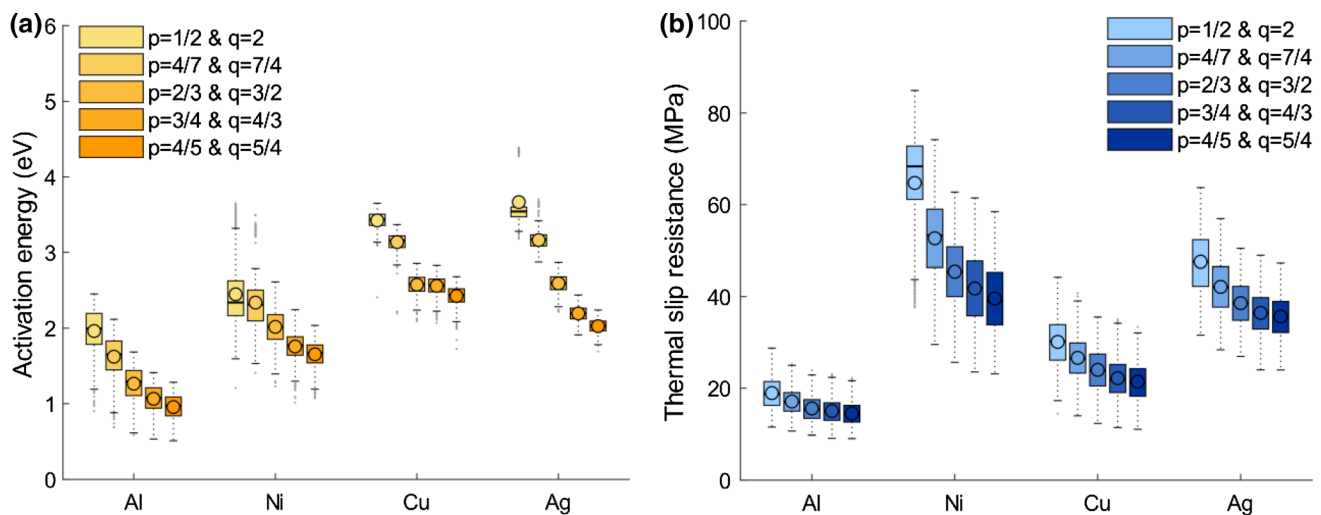 (a)
Activation energy (eV)
6
5
4
3
2
1
0
p=1/2 & q=2
p=4/7 & q=7/4
p=2/3 & q=3/2
p=3/4 & q=4/3
p=4/5 & q=5/4
Al Ni Cu Ag
(b)
Thermal slip resistance (MPa)
100
80
60
40
20
0
p=1/2 & q=2
p=4/7 & q=7/4
p=2/3 & q=3/2
p=3/4 & q=4/3
p=4/5 & q=5/4
Al Ni Cu Ag